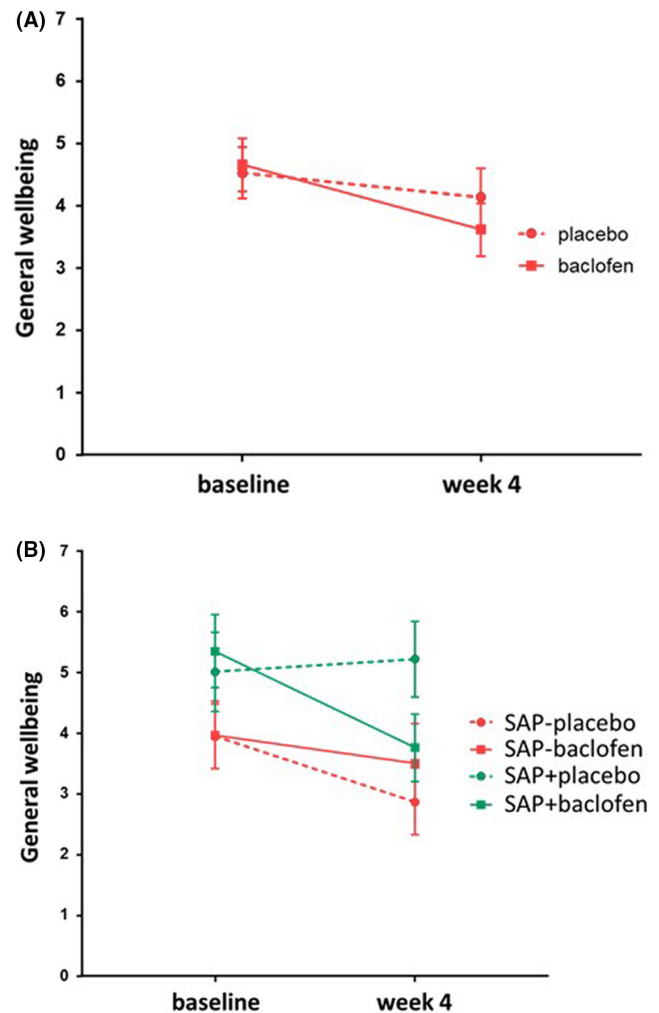 (A)
7
6
5
4
3
2
1
0
General wellbeing
baseline
week 4
placebo
baclofen
(B)
7
6
5
4
3
2
1
0
General wellbeing
baseline
week 4
SAP-placebo
SAP-baclofen
SAP+placebo
SAP+baclofen